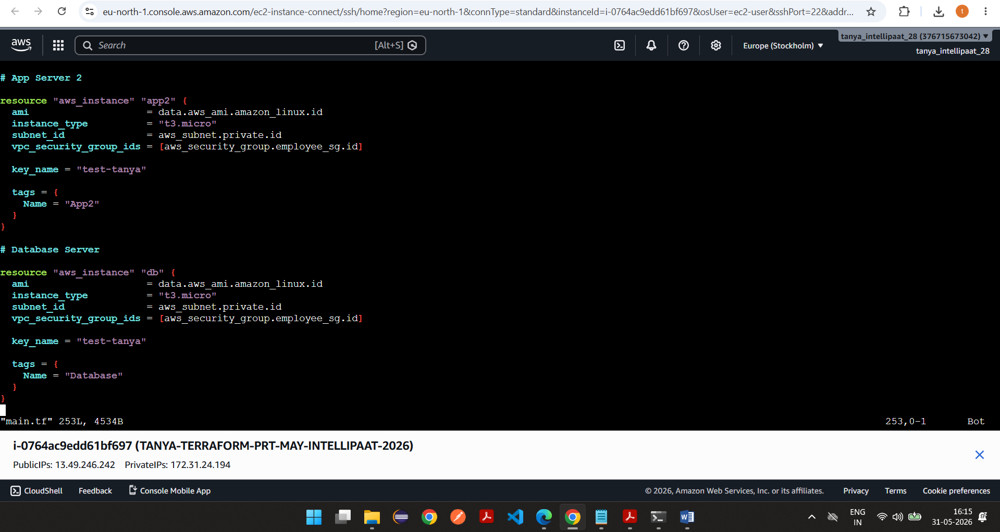 eu-north-1.console.aws.amazon.com/ec2-instance-connect/ssh/home?region=eu-north-1&connType=standard&instanceId=i-0764ac9edd61bf697&osUser=ec2-user&sshPort=22&addr...
t
aws
Search
[Alt+S]
Europe (Stockholm)
tanya_intellipaat_28 (376715673042)
tanya_intellipaat_28
# App Server 2
resource "aws_instance" "app2" {
  ami                    = data.aws_ami.amazon_linux.id
  instance_type          = "t3.micro"
  subnet_id              = aws_subnet.private.id
  vpc_security_group_ids = [aws_security_group.employee_sg.id]
  key_name = "test-tanya"
  tags = {
    Name = "App2"
  }
}
# Database Server
resource "aws_instance" "db" {
  ami                    = data.aws_ami.amazon_linux.id
  instance_type          = "t3.micro"
  subnet_id              = aws_subnet.private.id
  vpc_security_group_ids = [aws_security_group.employee_sg.id]
  key_name = "test-tanya"
  tags = {
    Name = "Database"
  }
}
"main.tf" 253L, 4534B 253,0-1 Bot
i-0764ac9edd61bf697 (TANYA-TERRAFORM-PRT-MAY-INTELLIPAAT-2026)
PublicIPs: 13.49.246.242 PrivateIPs: 172.31.24.194
CloudShell Feedback Console Mobile App © 2026, Amazon Web Services, Inc. or its affiliates. Privacy Terms Cookie preferences
ENG
IN
16:15
31-05-2026